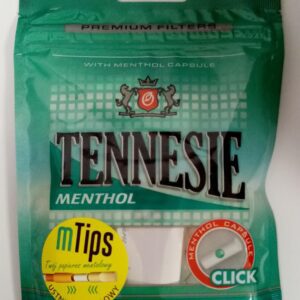 PREMIUM FILTERS
WITH MENTHOL CAPSULE
TENNESIE
MENTHOL
mTips
Twój papieros mentolowy
MENTHOL CAPSULE
CLICK